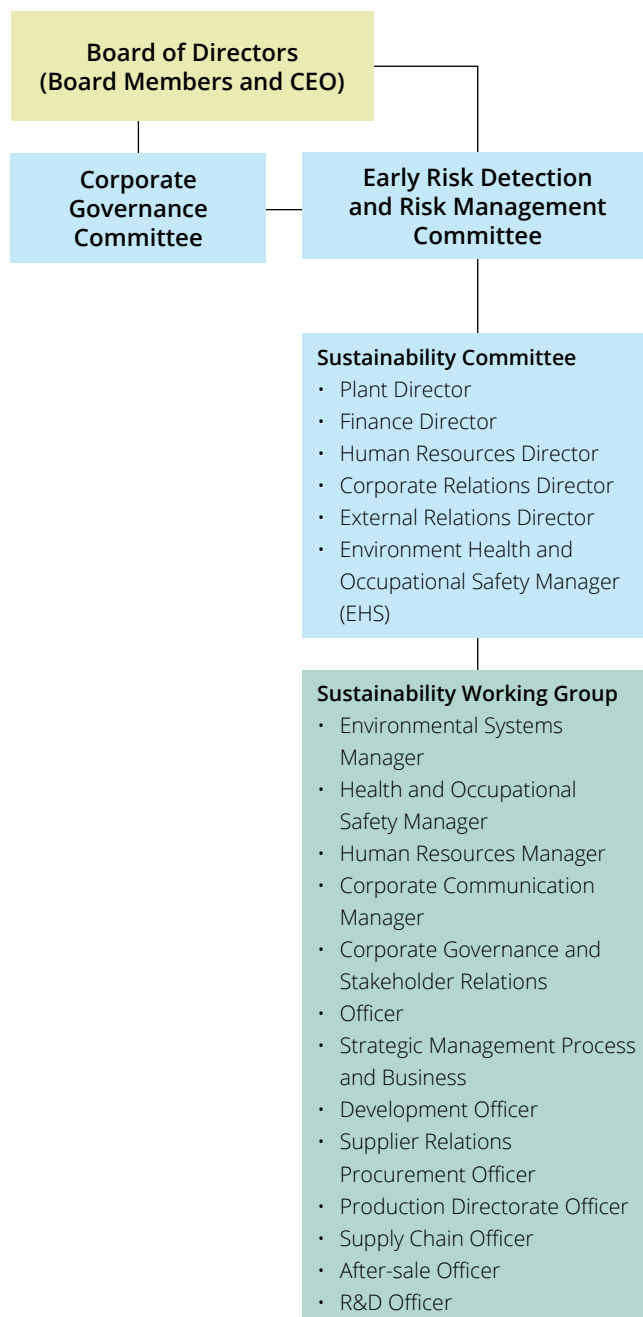 Board of Directors
(Board Members and CEO)
Corporate
Governance
Committee
Early Risk Detection
and Risk Management
Committee
Sustainability Committee
• Plant Director
• Finance Director
• Human Resources Director
• Corporate Relations Director
• External Relations Director
• Environment Health and
Occupational Safety Manager
(EHS)
Sustainability Working Group
• Environmental Systems
Manager
• Health and Occupational
Safety Manager
• Human Resources Manager
• Corporate Communication
Manager
• Corporate Governance and
Stakeholder Relations
• Officer
• Strategic Management Process
and Business
• Development Officer
• Supplier Relations
Procurement Officer
• Production Directorate Officer
• Supply Chain Officer
• After-sale Officer
• R&D Officer